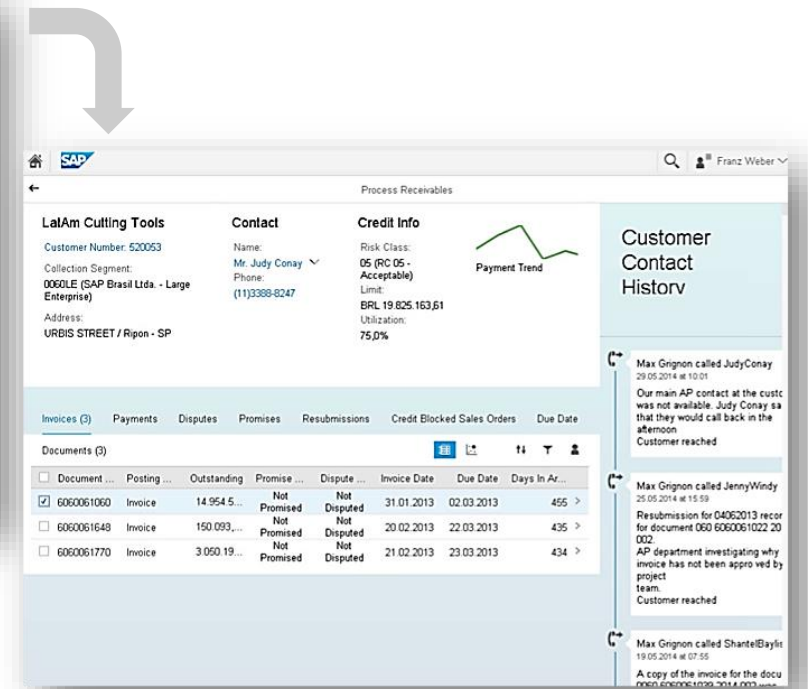 SAP
Franz Weber
Process Receivables
LatAm Cutting Tools
Customer Number: 520053
Collection Segment:
0060LE (SAP Brasil Ltda. - Large
Enterprise)
Address:
URBIS STREET / Ripon - SP
Contact
Name:
Mr. Judy Conay
Phone:
(11)3388-8247
Credit Info
Risk Class:
05 (RC 05 -
Acceptable)
Limit:
BRL 19.825.163,61
Utilization:
75,0%
Payment Trend
Invoices (3) Payments Disputes Promises Resubmissions Credit Blocked Sales Orders Due Date
Documents (3)
Document ... Posting ... Outstanding Promise ... Dispute ... Invoice Date Due Date Days In Ar...
6060061060 Invoice 14.954.5... Not Promised Not Disputed 31.01.2013 02.03.2013 455
6060061648 Invoice 150.093,... Not Promised Not Disputed 20.02.2013 22.03.2013 435
6060061770 Invoice 3.050.19... Not Promised Not Disputed 21.02.2013 23.03.2013 434
Customer
Contact
History
Max Grignon called JudyConay
29.05.2014 at 10:01
Our main AP contact at the custo
was not available. Judy Conay sa
that they would call back in the
afternoon
Customer reached
Max Grignon called JennyWindy
25.05.2014 at 15:59
Resubmission for 04062013 recor
for document 060 6060061022 20
002.
AP department investigating why
invoice has not been appro ved by
project
team.
Customer reached
Max Grignon called ShantelBaylis
19.05.2014 at 07:55
A copy of the invoice for the docu